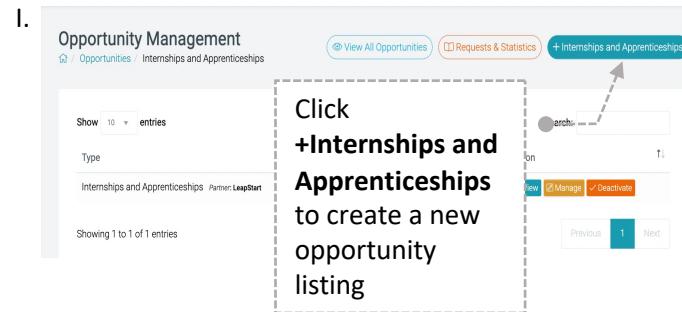 I.
Opportunity Management
/ Opportunities / Internships and Apprenticeships
View All Opportunities
Requests & Statistics
+ Internships and Apprenticeships
Show 10 entries
earch:
Type
on
Internships and Apprenticeships Partner: LeapStart
iew Manage Deactivate
Showing 1 to 1 of 1 entries
Previous 1 Next
Click
+Internships and
Apprenticeships
to create a new
opportunity
listing